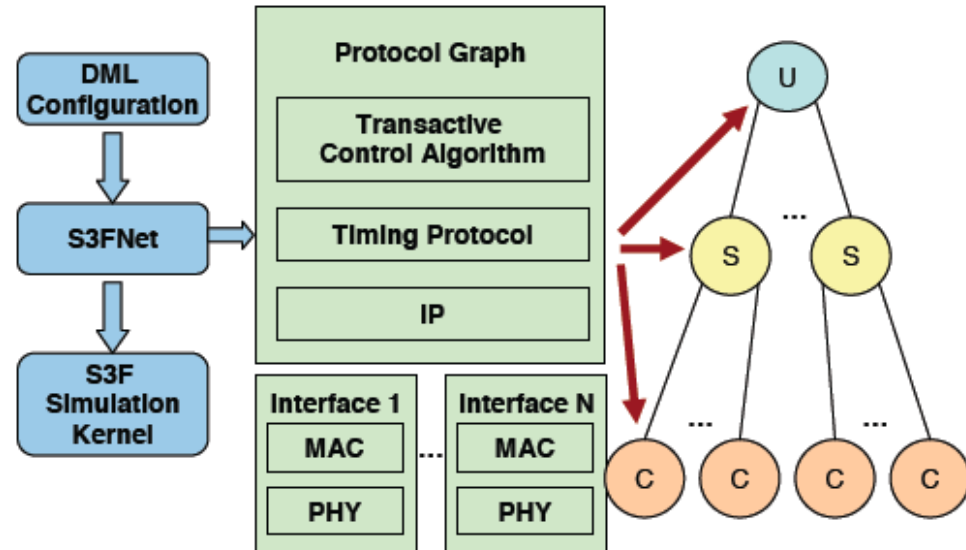 DML
Configuration
S3FNet
S3F
Simulation
Kernel
Protocol Graph
Transactive
Control Algorithm
Timing Protocol
IP
Interface 1
MAC
PHY
...
Interface N
MAC
PHY
U
...
S
S
...
...
C
C
C
C